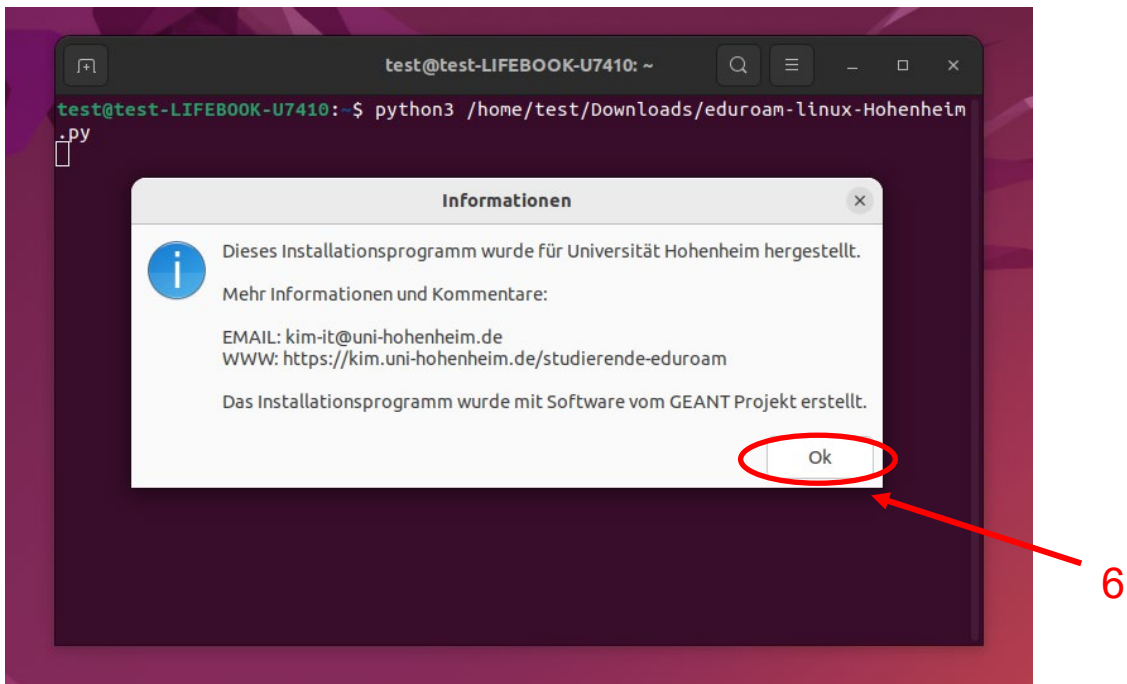 test@test-LIFEBOOK-U7410: ~
test@test-LIFEBOOK-U7410:~$ python3 /home/test/Downloads/eduroam-linux-Hohenheim
.py
Informationen
Dieses Installationsprogramm wurde für Universität Hohenheim hergestellt.
Mehr Informationen und Kommentare:
EMAIL: kim-it@uni-hohenheim.de
WWW: https://kim.uni-hohenheim.de/studierende-eduroam
Das Installationsprogramm wurde mit Software vom GEANT Projekt erstellt.
Ok
6